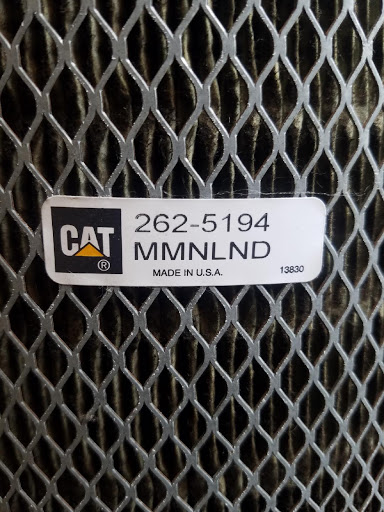 CAT
®
262-5194
MMNLND
MADE IN U.S.A.
13830